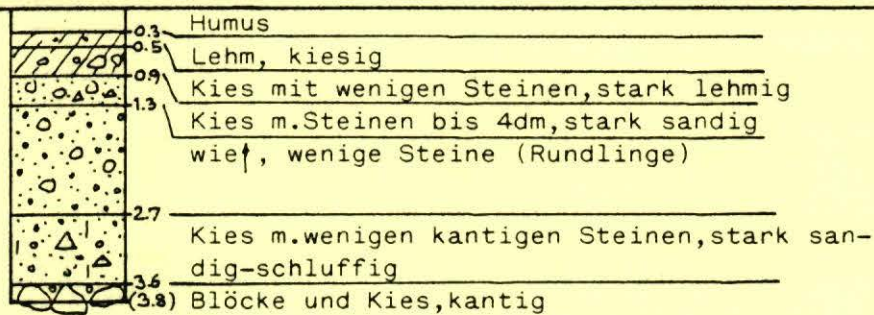 Humus
0.3
0.5
Lehm, kiesig
0.9
Kies mit wenigen Steinen,stark lehmig
1.3
Kies m.Steinen bis 4dm,stark sandig
wie↑, wenige Steine (Rundlinge)
2.7
Kies m.wenigen kantigen Steinen,stark san-
dig-schluffig
3.6
(3.8) Blöcke und Kies,kantig